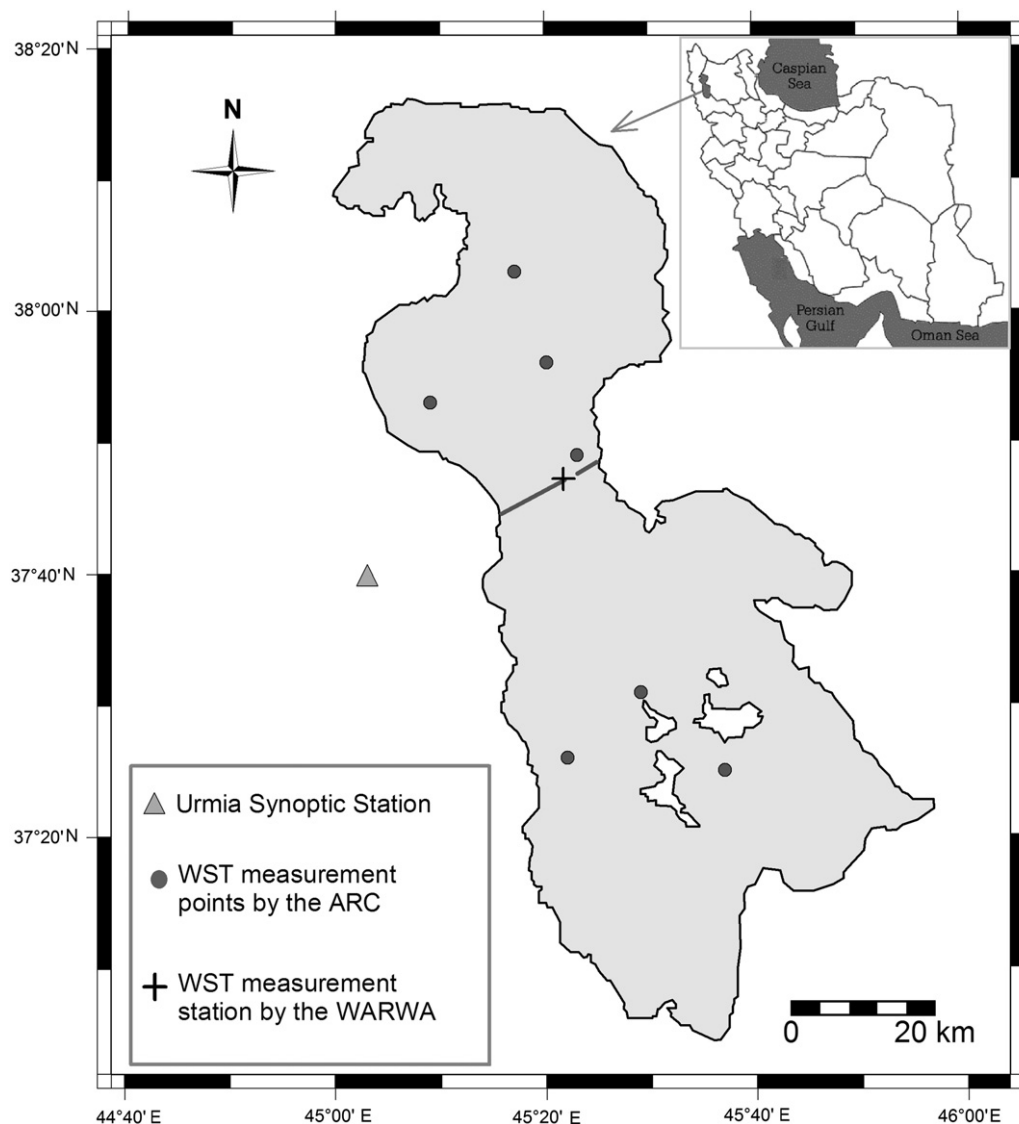 38°20' N
Caspian
Sea
N
38°00' N
Persian
Gulf
Oman Sea
37°40' N
37°20' N
Urmia Synoptic Station
WST measurement
points by the ARC
WST measurement
station by the WARWA
0 20 km
44°40' E
45°00' E
45°20' E
45°40' E
46°00' E